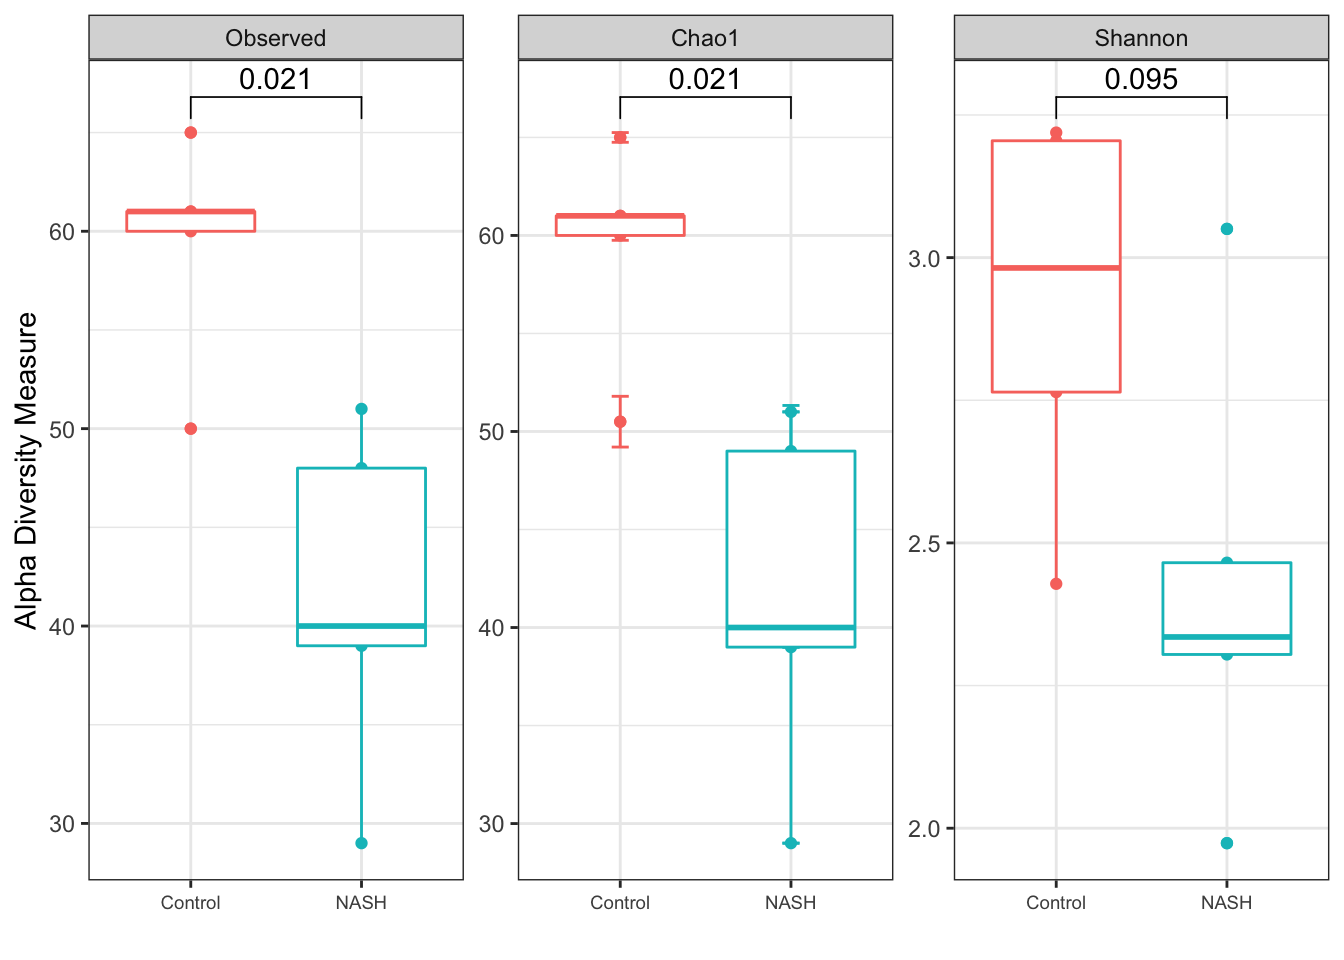 Observed
Chao1
Shannon
0.021
0.021
0.095
Alpha Diversity Measure
60
50
40
30
60
50
40
30
3.0
2.5
2.0
Control
NASH
Control
NASH
Control
NASH